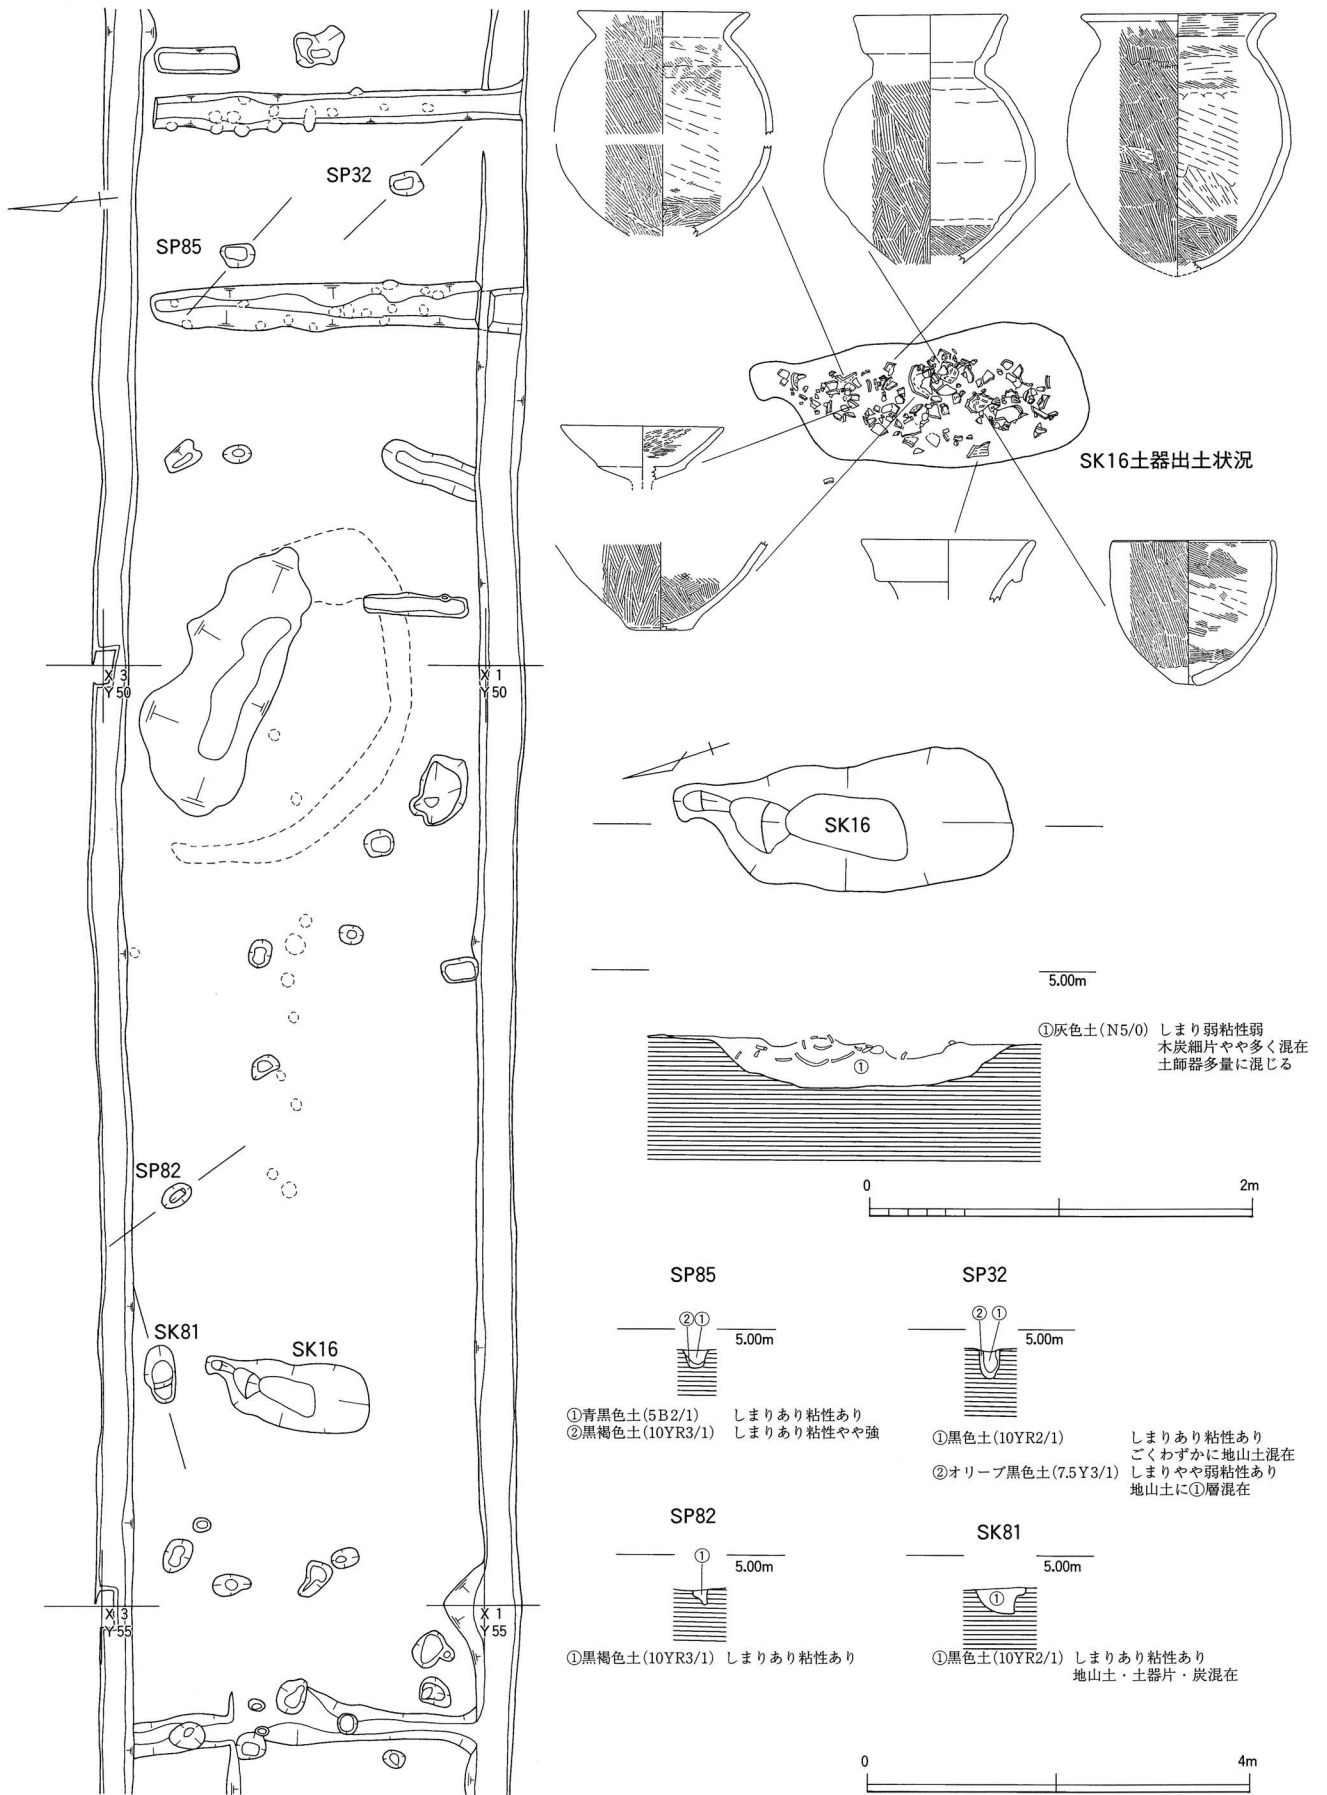 SP32
SP85
SK16土器出土状況
X 3
Y 50
X 1
Y 50
SK16
5.00m
①灰色土(N5/0) しまり弱粘性弱
木炭細片やや多く混在
土師器多量に混じる
①
0 2m
SP82
SK81
SK16
SP85
②①
5.00m
①青黒色土(5B2/1) しまりあり粘性あり
②黒褐色土(10YR3/1) しまりあり粘性やや強
SP32
② ①
5.00m
①黒色土(10YR2/1) しまりあり粘性あり
ごくわずかに地山土混在
②オリーブ黒色土(7.5Y3/1) しまりやや弱粘性あり
地山土に①層混在
SP82
①
5.00m
①黒褐色土(10YR3/1) しまりあり粘性あり
SK81
5.00m
①
①黒色土(10YR2/1) しまりあり粘性あり
地山土・土器片・炭混在
X 3
Y 55
X 1
Y 55
0 4m